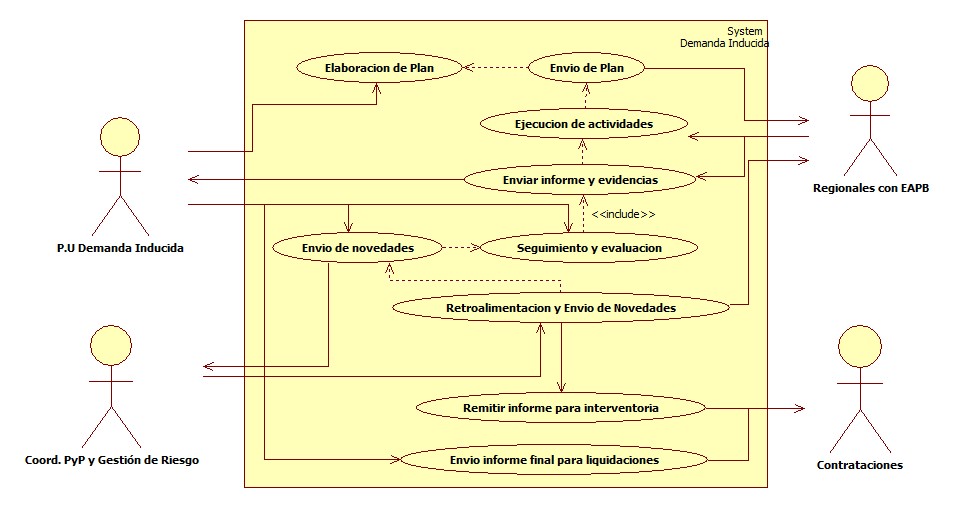 System
Demanda Inducida
Elaboracion de Plan
Envio de Plan
Ejecucion de actividades
Enviar informe y evidencias
Regionales con EAPB
<<include>>
P.U Demanda Inducida
Envio de novedades
Seguimiento y evaluacion
Retroalimentacion y Envio de Novedades
Remitir informe para interventoria
Coord. PyP y Gestión de Riesgo
Envio informe final para liquidaciones
Contrataciones